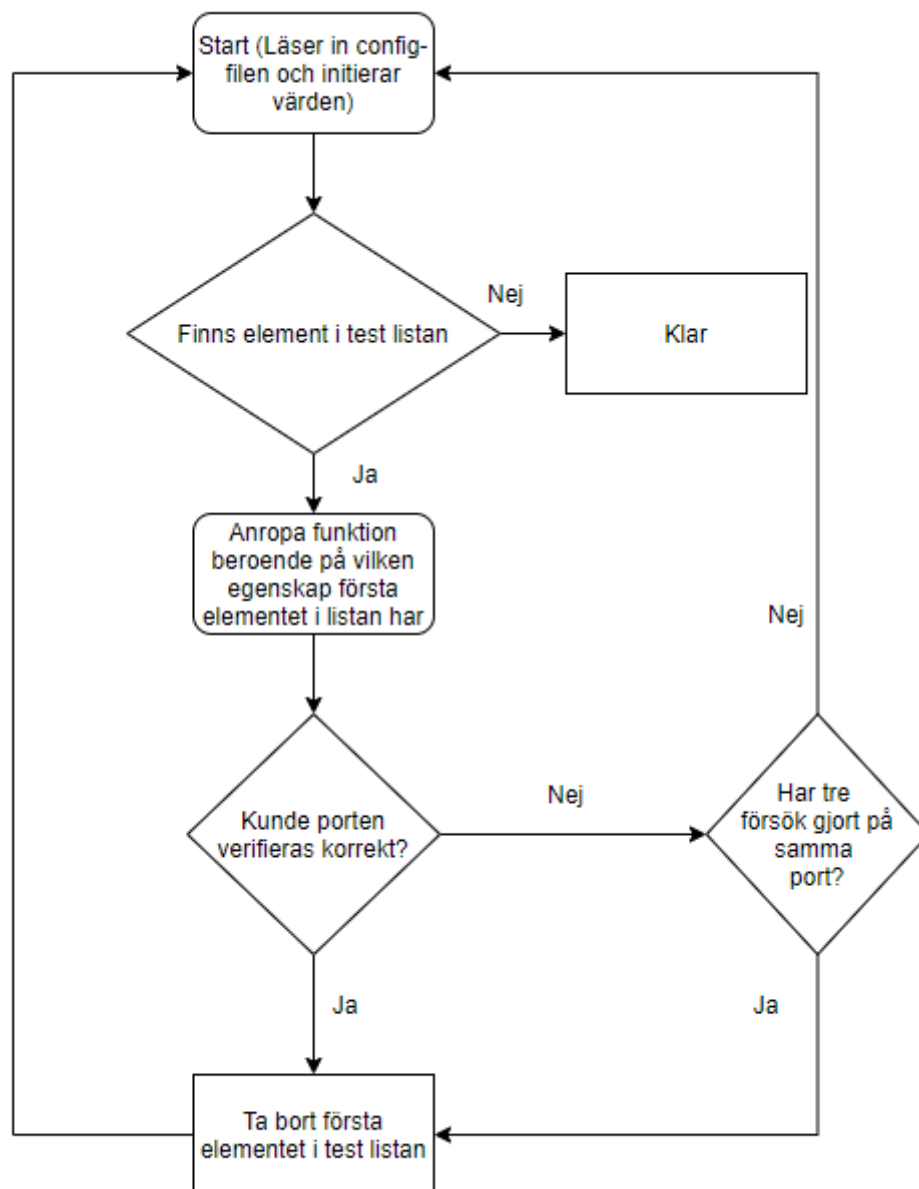 Start (Läser in config-
filen och initierar
värden)
Nej
Finns element i test listan
Klar
Ja
Anropa funktion
beroende på vilken
egenskap första
elementet i listan har
Nej
Nej
Kunde porten
verifieras korrekt?
Har tre
försök gjort på
samma
port?
Ja
Ja
Ta bort första
elementet i test listan